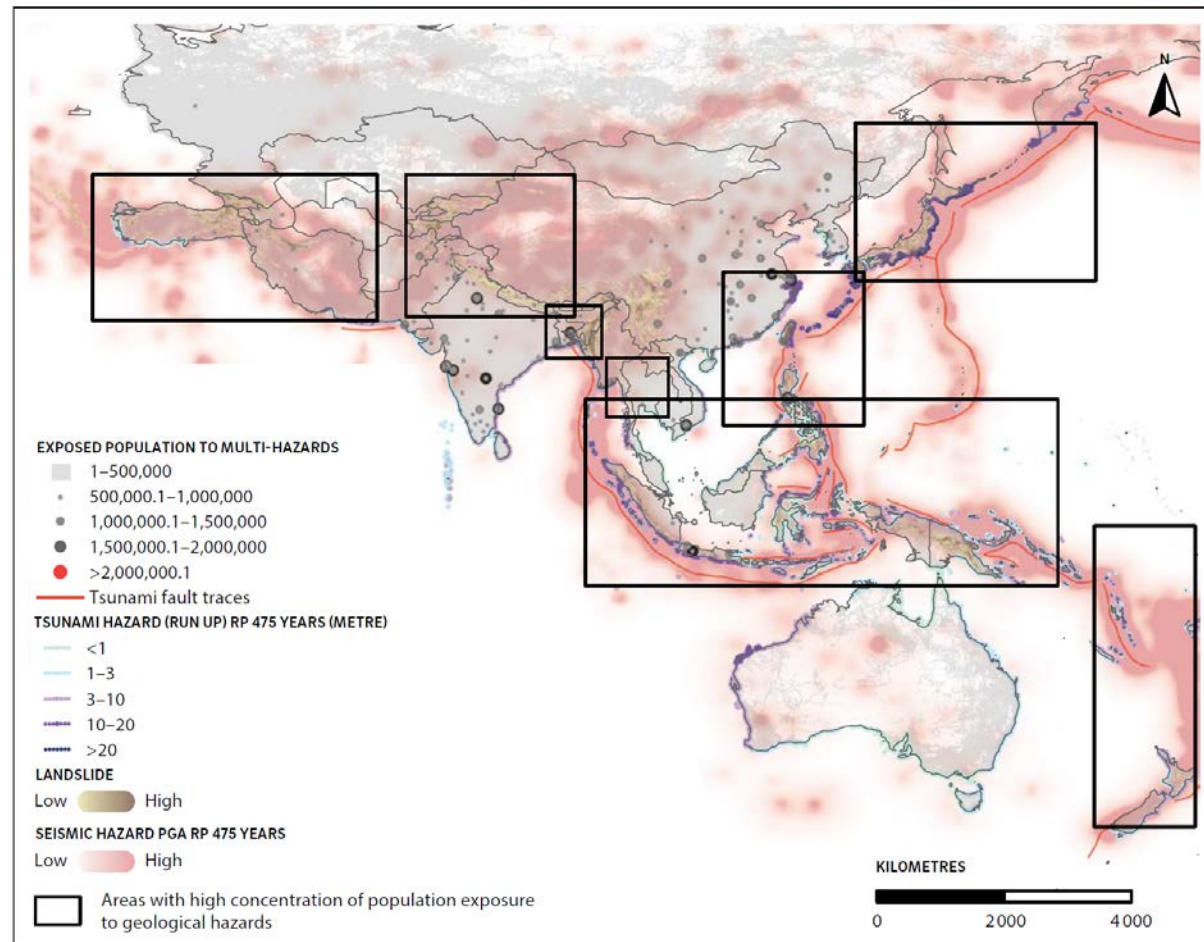 N
EXPOSED POPULATION TO MULTI-HAZARDS
1–500,000
500,000.1–1,000,000
1,000,000.1–1,500,000
1,500,000.1–2,000,000
>2,000,000.1
Tsunami fault traces
TSUNAMI HAZARD (RUN UP) RP 475 YEARS (METRE)
<1
1–3
3–10
10–20
>20
LANDSLIDE
Low High
SEISMIC HAZARD PGA RP 475 YEARS
Low High
Areas with high concentration of population exposure
to geological hazards
KILOMETRES
0 2000 4000